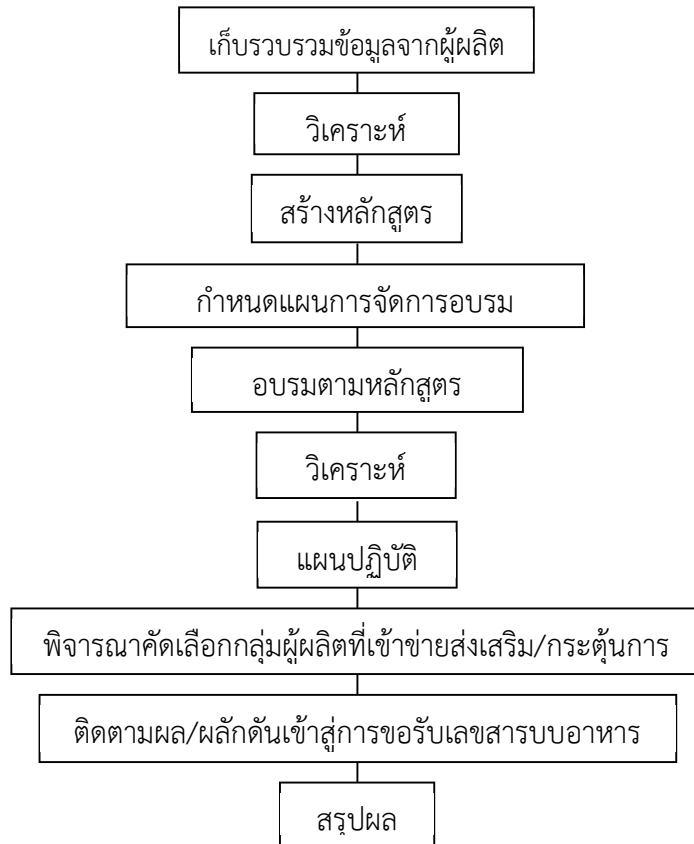 เก็บรวบรวมข้อมูลจากผู้ผลิต
วิเคราะห์
สร้างหลักสูตร
กำหนดแผนการจัดการอบรม
อบรมตามหลักสูตร
วิเคราะห์
แผนปฏิบัติ
พิจารณาคัดเลือกกลุ่มผู้ผลิตที่เข้าข่ายส่งเสริม/กระตุ้นการ
ติดตามผล/ผลักดันเข้าสู่การขอรับเลขสารบบอาหาร
สรุปผล